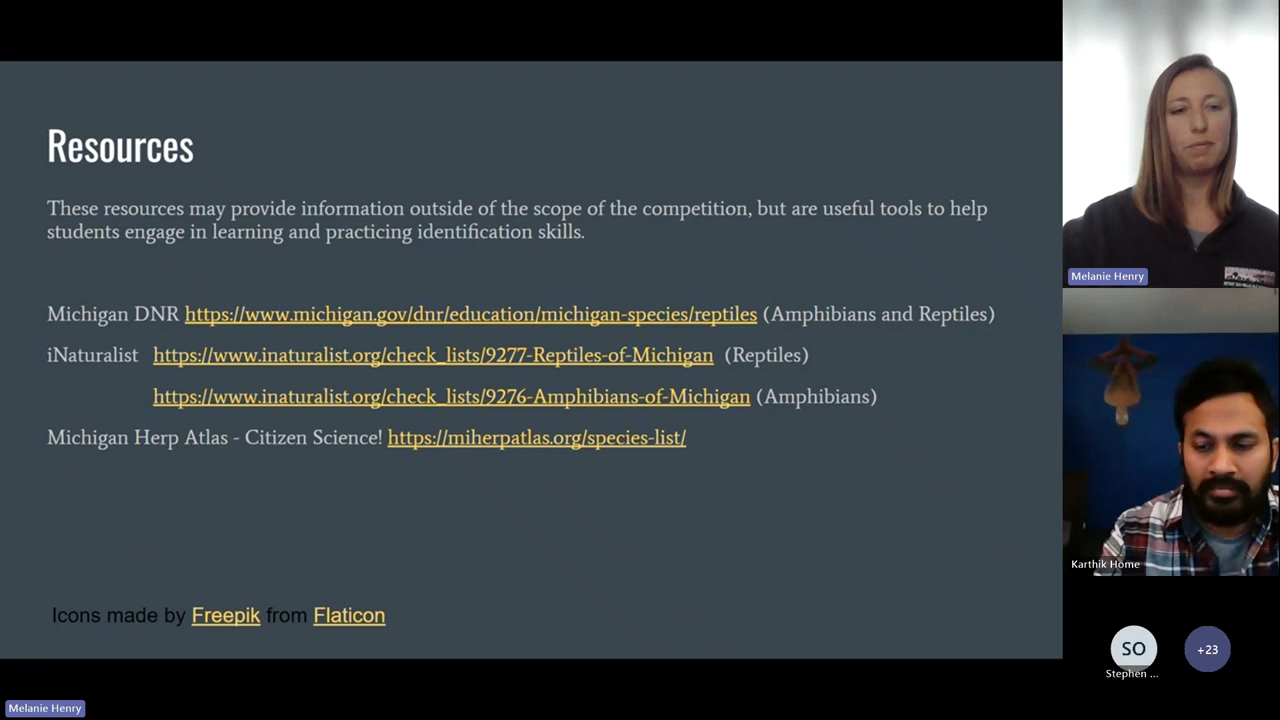 Resources
These resources may provide information outside of the scope of the competition, but are useful tools to help
students engage in learning and practicing identification skills.
Michigan DNR https://www.michigan.gov/dnr/education/michigan-species/reptiles (Amphibians and Reptiles)
iNaturalist https://www.inaturalist.org/check_lists/9277-Reptiles-of-Michigan (Reptiles)
https://www.inaturalist.org/check_lists/9276-Amphibians-of-Michigan (Amphibians)
Michigan Herp Atlas - Citizen Science! https://miherpatlas.org/species-list/
Icons made by Freepik from Flaticon
Melanie Henry
Karthik Home
SO
+23
Stephen ...
Melanie Henry